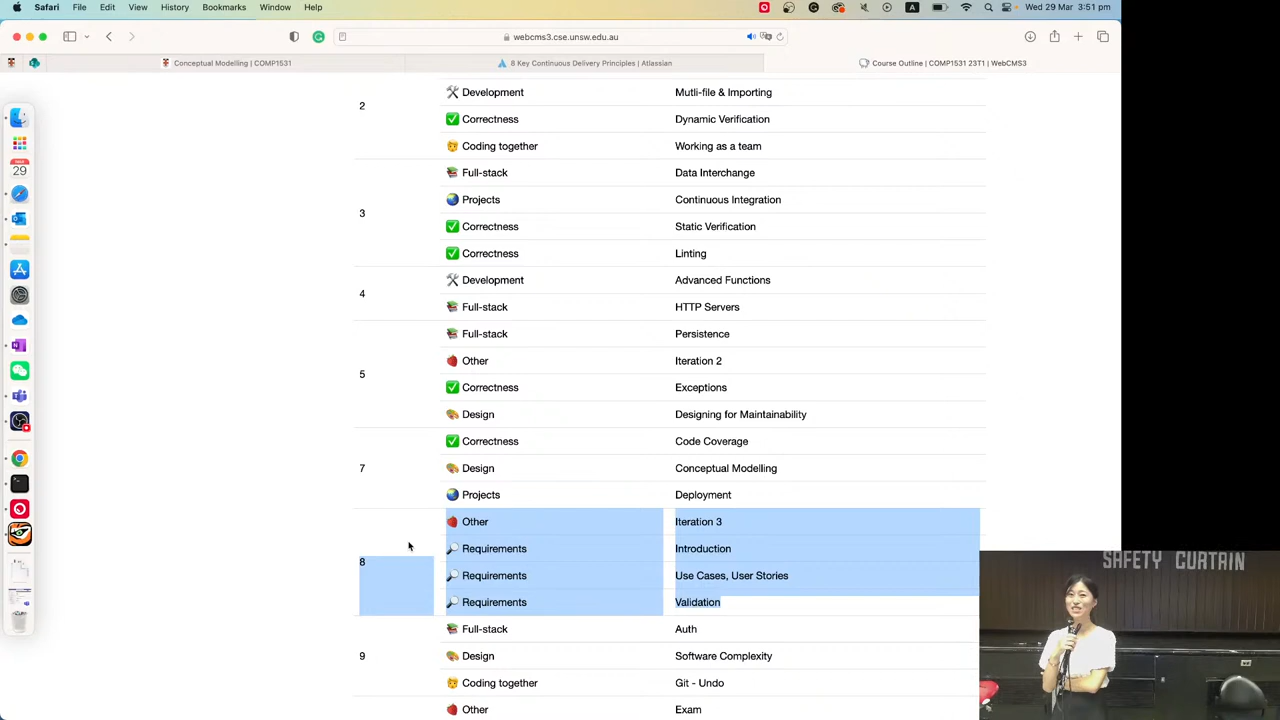 Safari File Edit View History Bookmarks Window Help Wed 29 Mar 3:51 pm
webcms3.cse.unsw.edu.au
Conceptual Modelling | COMP1531 8 Key Continuous Delivery Principles | Atlassian Course Outline | COMP1531 23T1 | WebCMS3
2 Development Mutli-file & Importing
Correctness Dynamic Verification
Coding together Working as a team
3 Full-stack Data Interchange
Projects Continuous Integration
Correctness Static Verification
Correctness Linting
4 Development Advanced Functions
Full-stack HTTP Servers
5 Full-stack Persistence
Other Iteration 2
Correctness Exceptions
Design Designing for Maintainability
7 Correctness Code Coverage
Design Conceptual Modelling
Projects Deployment
8 Other Iteration 3
Requirements Introduction
Requirements Use Cases, User Stories
Requirements Validation
9 Full-stack Auth
Design Software Complexity
Coding together Git - Undo
Other Exam
SAFETY CURTAIN